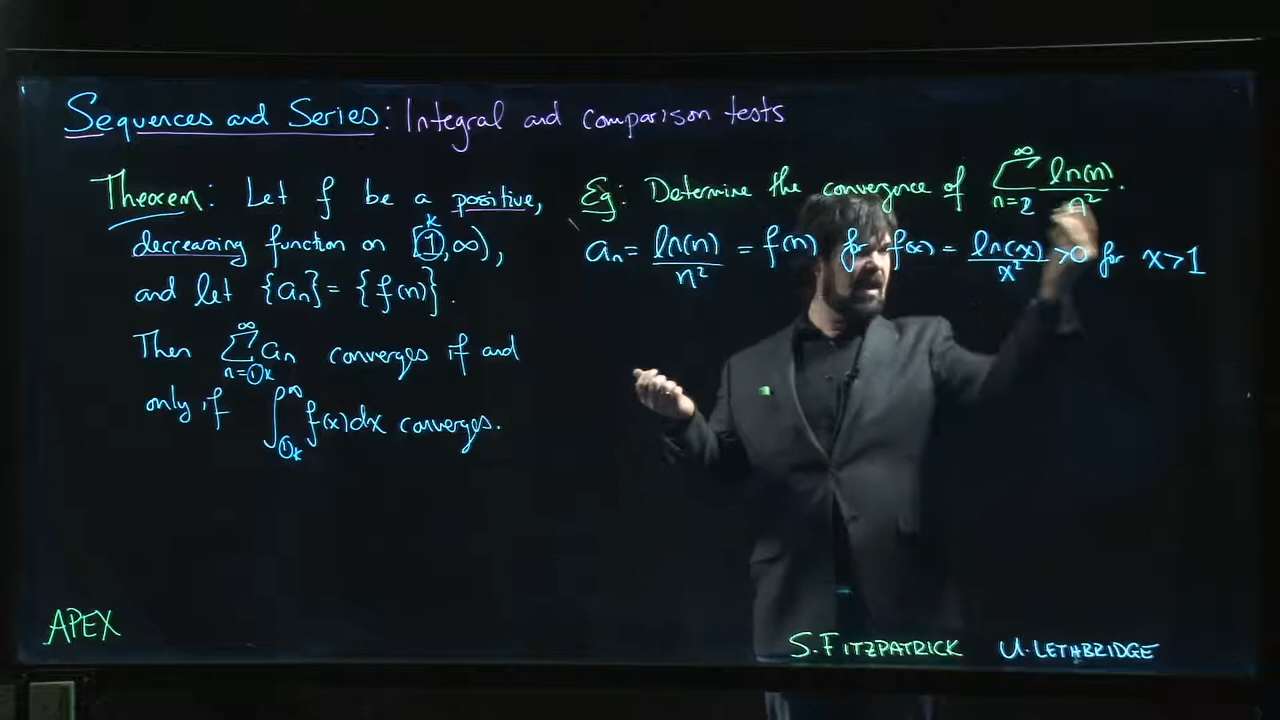 Sequences and Series: Integral and comparison tests
Theorem: Let f be a positive,
decreasing function on [1, ∞),
k
and let {aₙ} = {f(n)}.
Then ∑_{n=①k}^{∞} aₙ converges if and
only if ∫_{①k}^{∞} f(x)dx converges.
Eg: Determine the convergence of ∑_{n=2}^{∞} ln(n)/n².
aₙ = ln(n)/n² = f(n) for f(x) = ln(x)/x² >0 for x>1
APEX
S. FITZPATRICK U. LETHBRIDGE